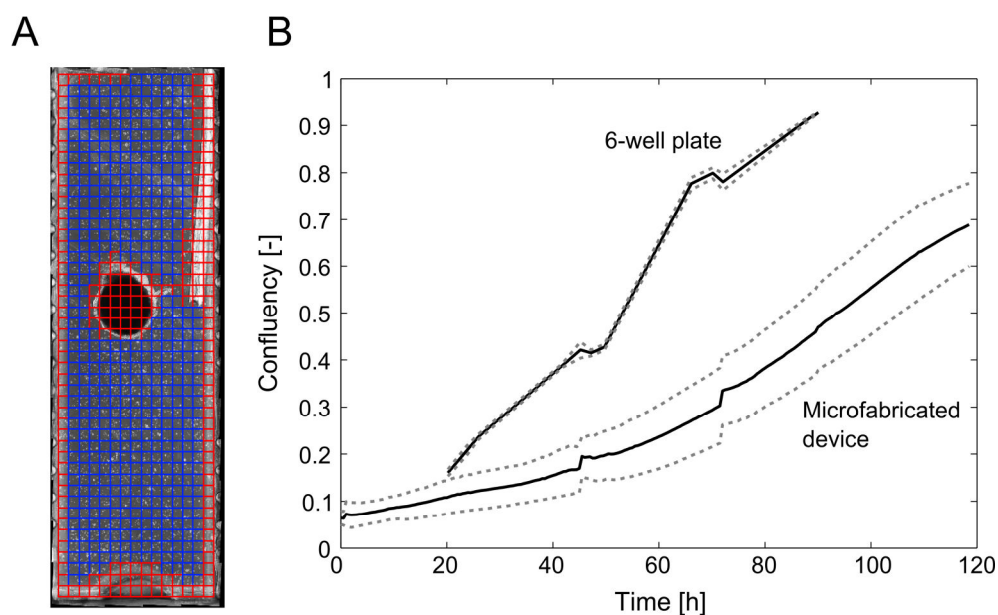 A
B
1
0.9
0.8
0.7
0.6
0.5
0.4
0.3
0.2
0.1
0
Confluency [-]
6-well plate
Microfabricated
device
0
20
40
60
80
100
120
Time [h]